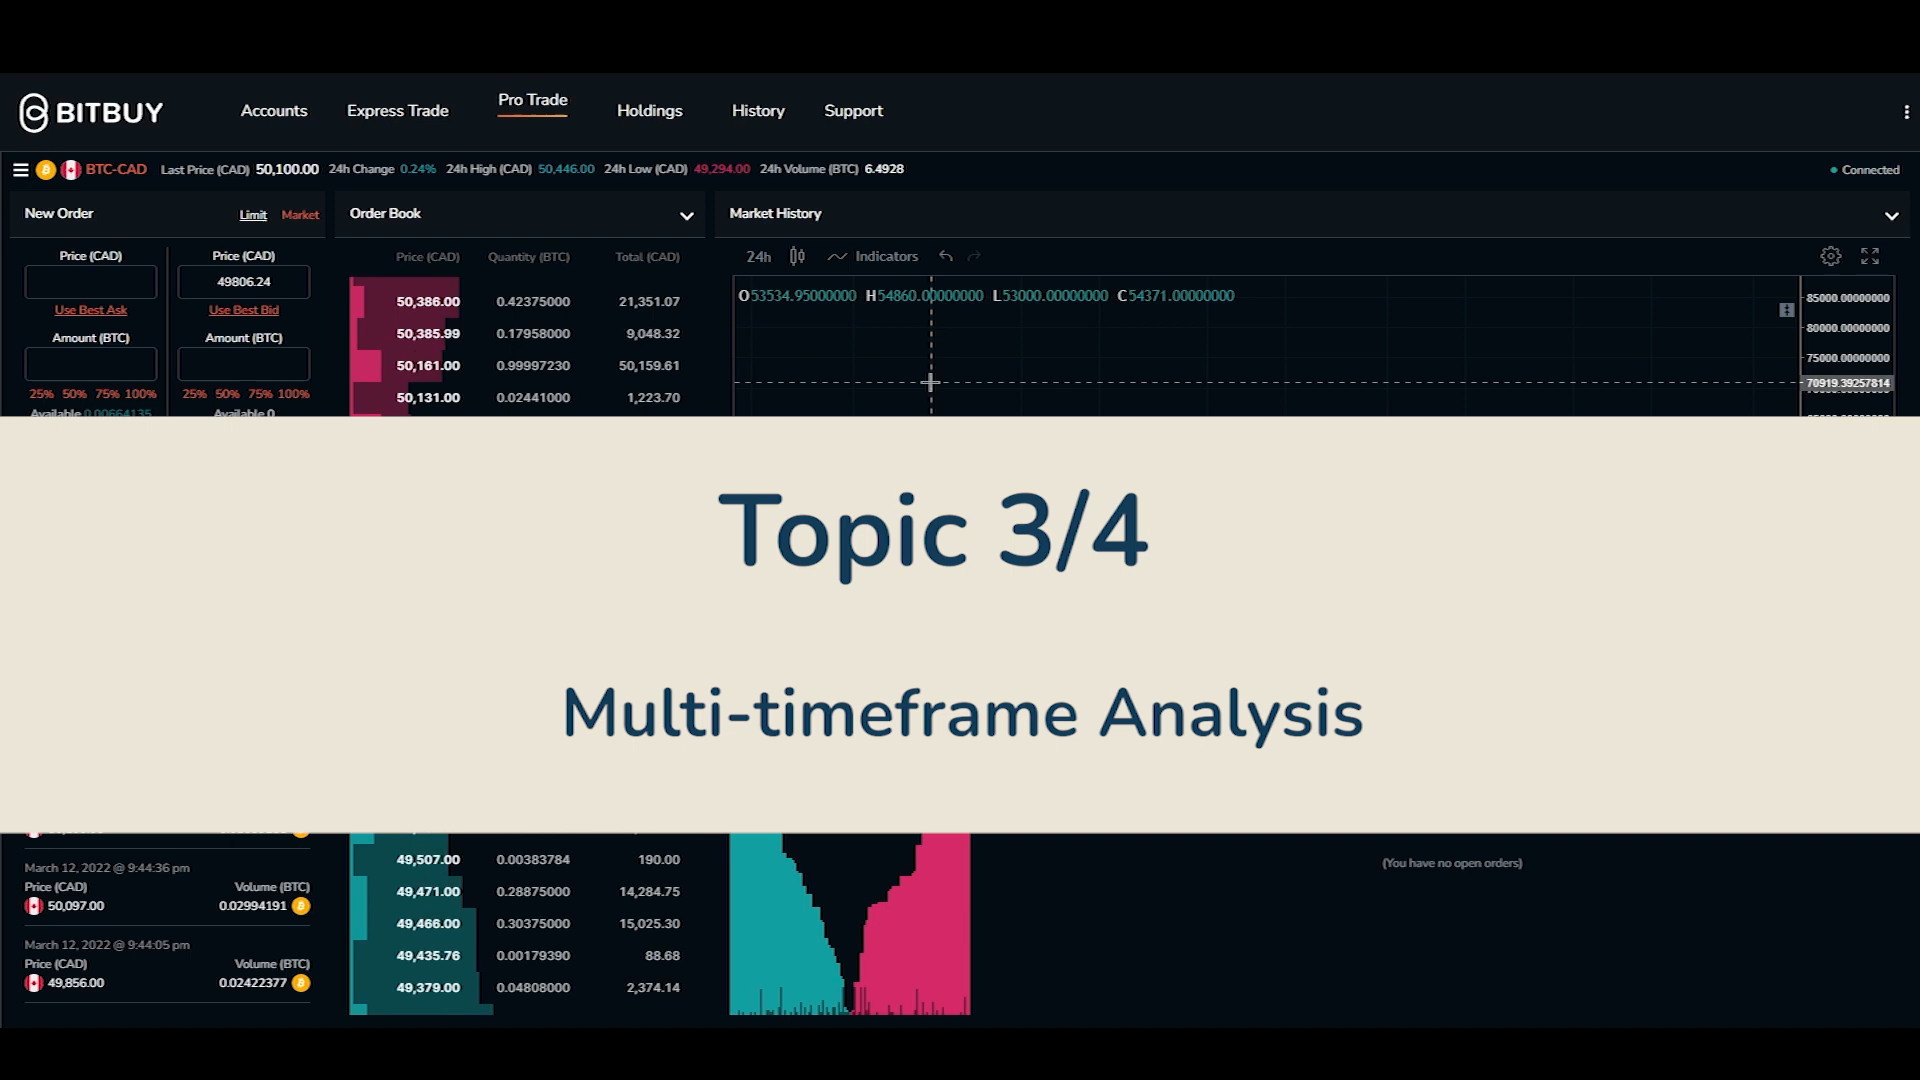 BITBUY
Accounts Express Trade Pro Trade Holdings History Support
BTC-CAD Last Price (CAD) 50,100.00 24h Change 0.24% 24h High (CAD) 50,446.00 24h Low (CAD) 49,294.00 24h Volume (BTC) 6.4928 Connected
New Order Limit Market
Price (CAD) Price (CAD)
49806.24
Use Best Ask Use Best Bid
Amount (BTC) Amount (BTC)
25% 50% 75% 100% 25% 50% 75% 100%
Available 0.00664135 Available 0
Order Book
Price (CAD) Quantity (BTC) Total (CAD)
50,386.00 0.42375000 21,351.07
50,385.99 0.17958000 9,048.32
50,161.00 0.99997230 50,159.61
50,131.00 0.02441000 1,223.70
Market History
24h Indicators
O53534.95000000 H54860.00000000 L53000.00000000 C54371.00000000
85000.00000000
80000.00000000
75000.00000000
70919.39257814
Topic 3/4
Multi-timeframe Analysis
March 12, 2022 @ 9:44:36 pm
Price (CAD) Volume (BTC)
50,097.00 0.02994191
March 12, 2022 @ 9:44:05 pm
Price (CAD) Volume (BTC)
49,856.00 0.02422377
49,507.00 0.00383784 190.00
49,471.00 0.28875000 14,284.75
49,466.00 0.30375000 15,025.30
49,435.76 0.00179390 88.68
49,379.00 0.04808000 2,374.14
(You have no open orders)